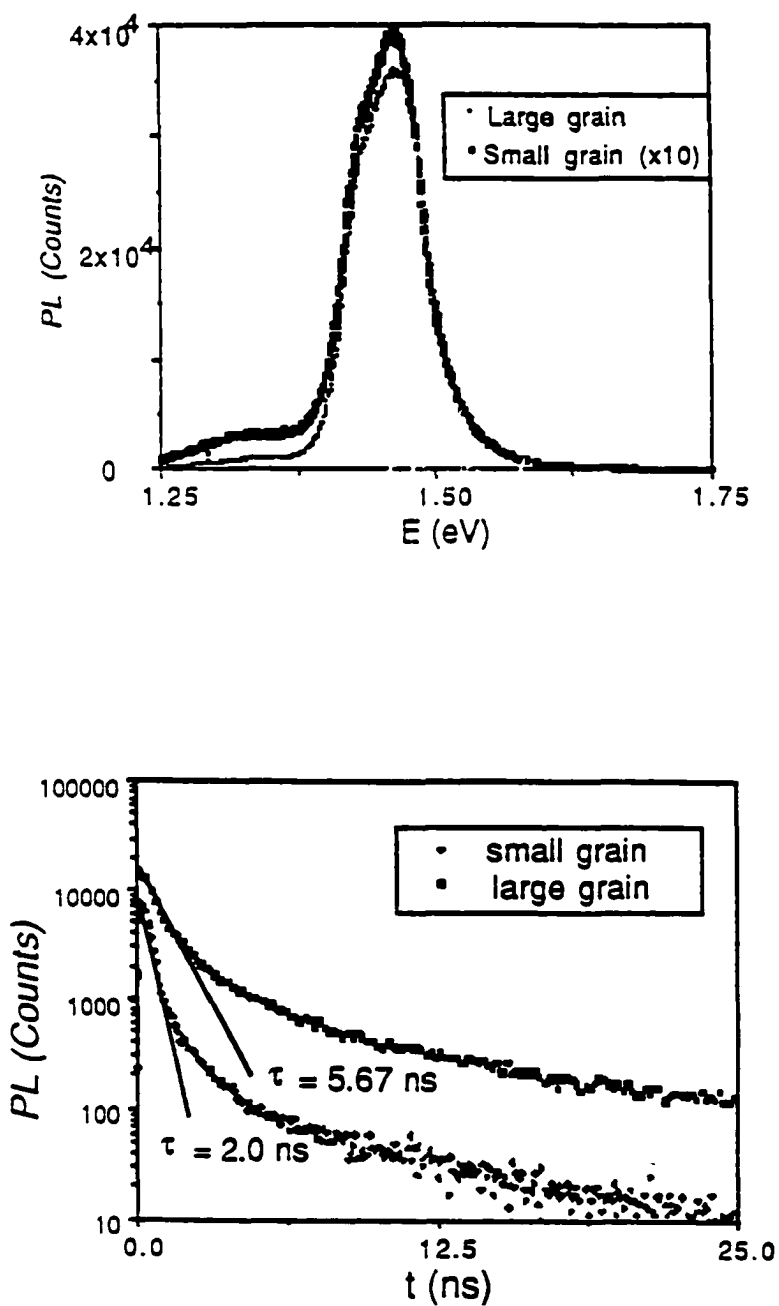 4x10⁴
2x10⁴
0
PL (Counts)
· Large grain
▪ Small grain (x10)
1.25
1.50
1.75
E (eV)
100000
10000
1000
100
10
PL (Counts)
small grain
large grain
τ = 5.67 ns
τ = 2.0 ns
0.0
12.5
25.0
t (ns)